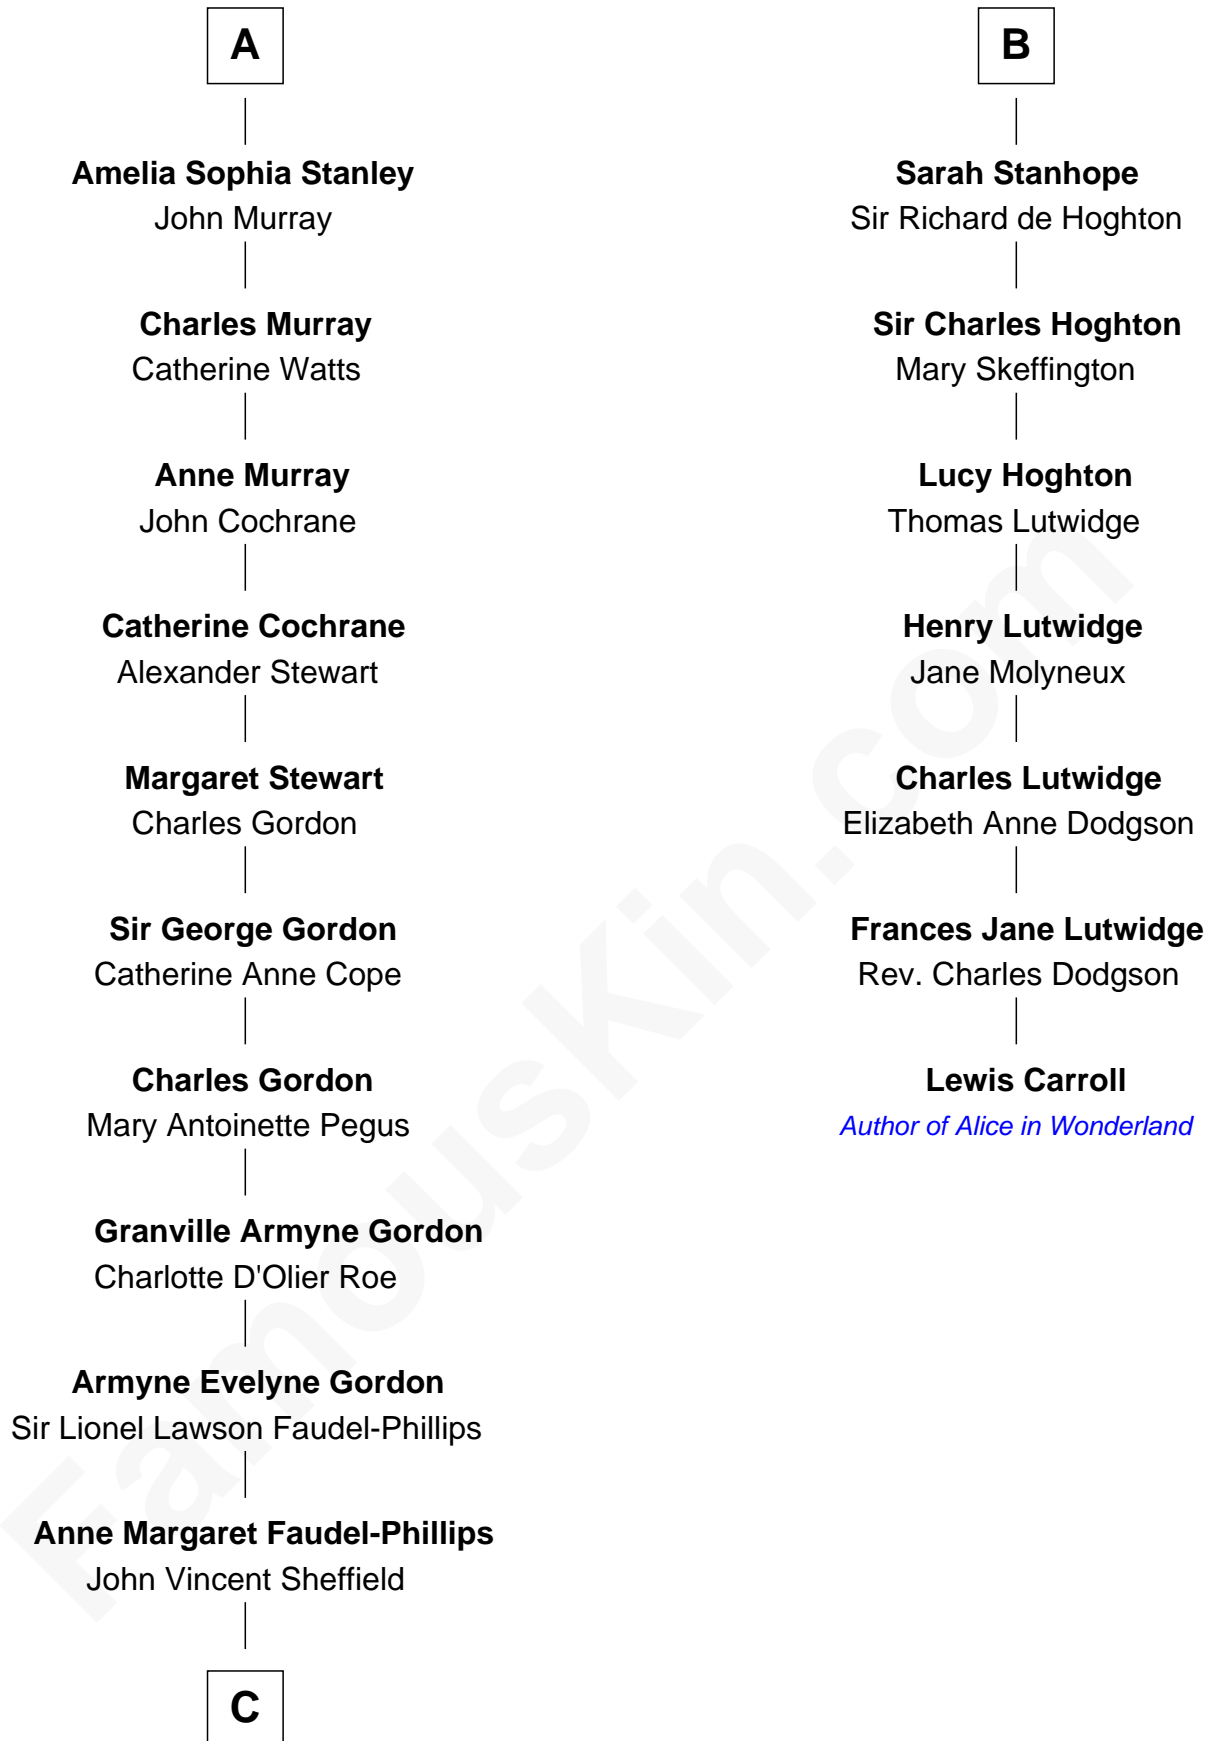 A
Amelia Sophia Stanley
John Murray
Charles Murray
Catherine Watts
Anne Murray
John Cochrane
Catherine Cochrane
Alexander Stewart
Margaret Stewart
Charles Gordon
Sir George Gordon
Catherine Anne Cope
Charles Gordon
Mary Antoinette Pegus
Granville Armyne Gordon
Charlotte D'Olier Roe
Armyne Evelyne Gordon
Sir Lionel Lawson Faudel-Phillips
Anne Margaret Faudel-Phillips
John Vincent Sheffield
C
B
Sarah Stanhope
Sir Richard de Hoghton
Sir Charles Hoghton
Mary Skeffington
Lucy Hoghton
Thomas Lutwidge
Henry Lutwidge
Jane Molyneux
Charles Lutwidge
Elizabeth Anne Dodgson
Frances Jane Lutwidge
Rev. Charles Dodgson
Lewis Carroll
Author of Alice in Wonderland
FamousKin.com